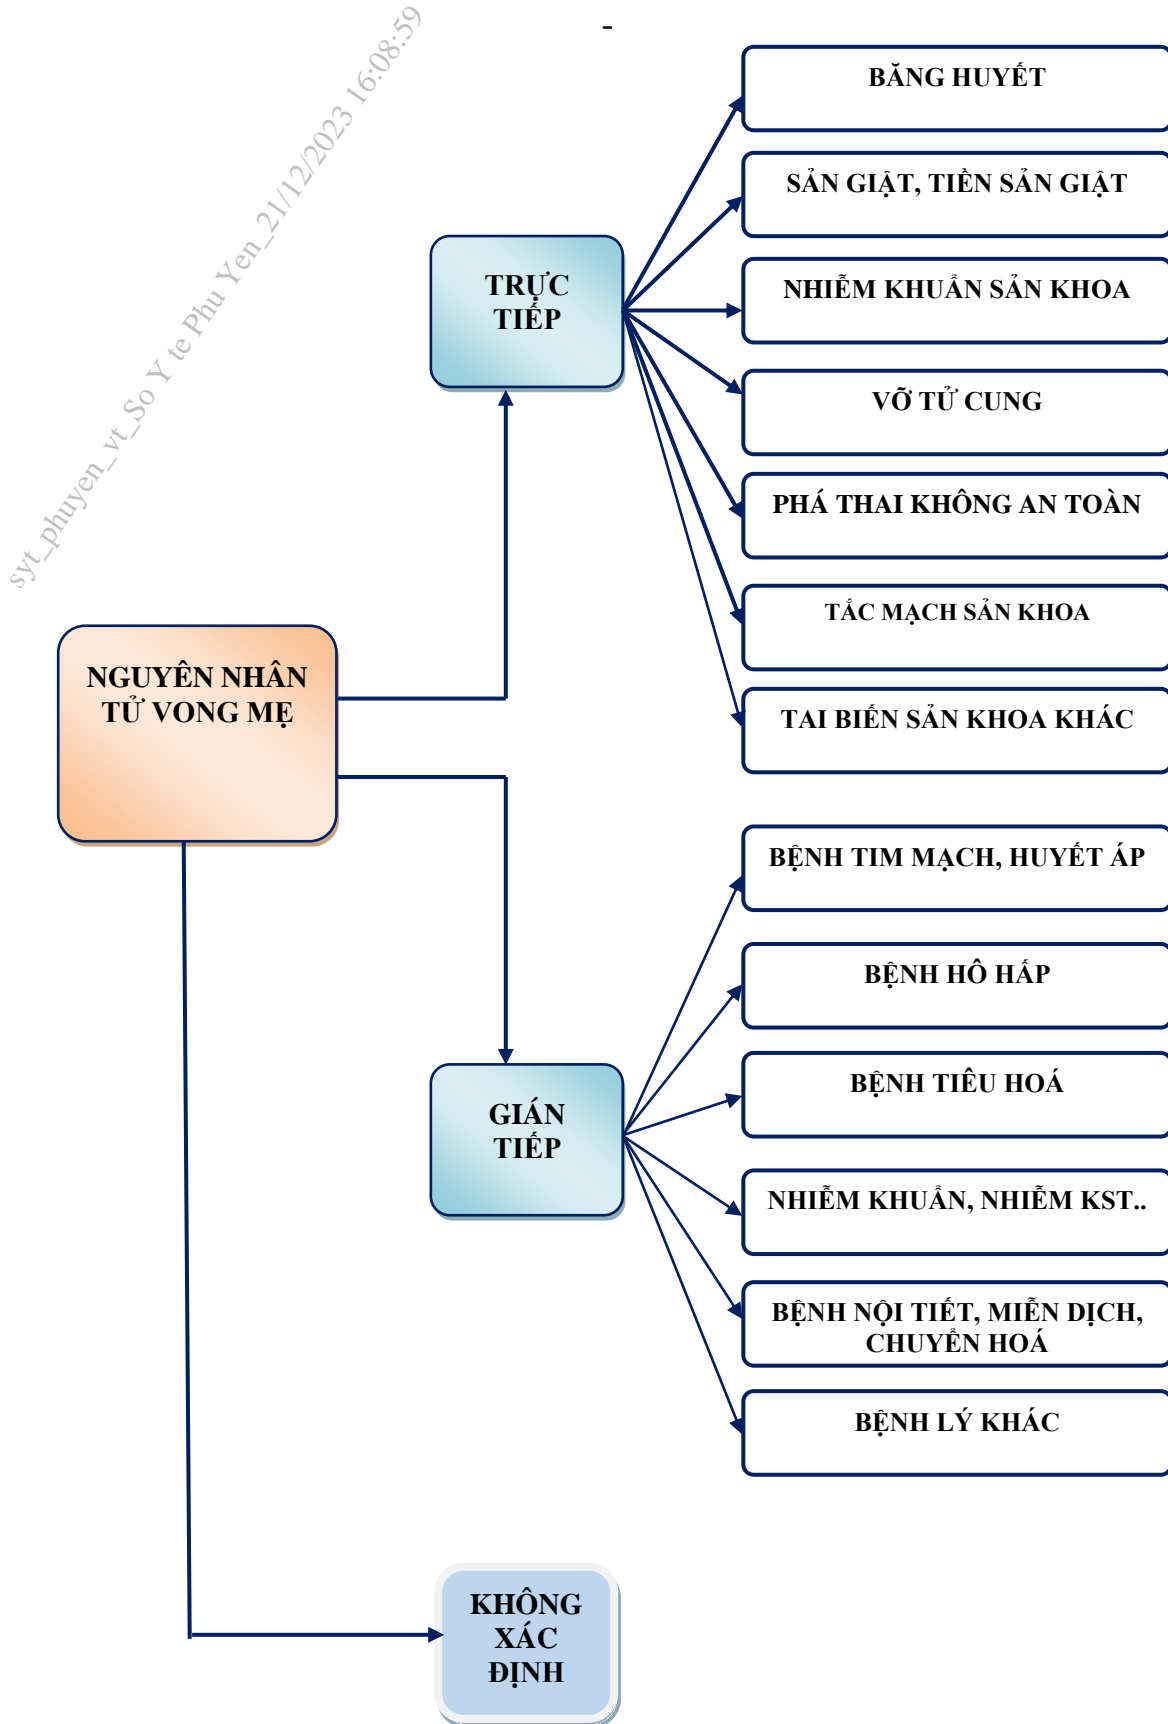 -
syt_phuyen_vt_So Y te Phu Yen_21/12/2023 16:08:59
BĂNG HUYẾT
SẢN GIẬT, TIỀN SẢN GIẬT
TRỰC
TIẾP
NHIỄM KHUẨN SẢN KHOA
VỠ TỬ CUNG
PHÁ THAI KHÔNG AN TOÀN
TẮC MẠCH SẢN KHOA
NGUYÊN NHÂN
TỬ VONG MẸ
TAI BIẾN SẢN KHOA KHÁC
BỆNH TIM MẠCH, HUYẾT ÁP
BỆNH HÔ HẤP
BỆNH TIÊU HOÁ
GIÁN
TIẾP
NHIỄM KHUẨN, NHIỄM KST..
BỆNH NỘI TIẾT, MIỄN DỊCH,
CHUYỂN HOÁ
BỆNH LÝ KHÁC
KHÔNG
XÁC
ĐỊNH